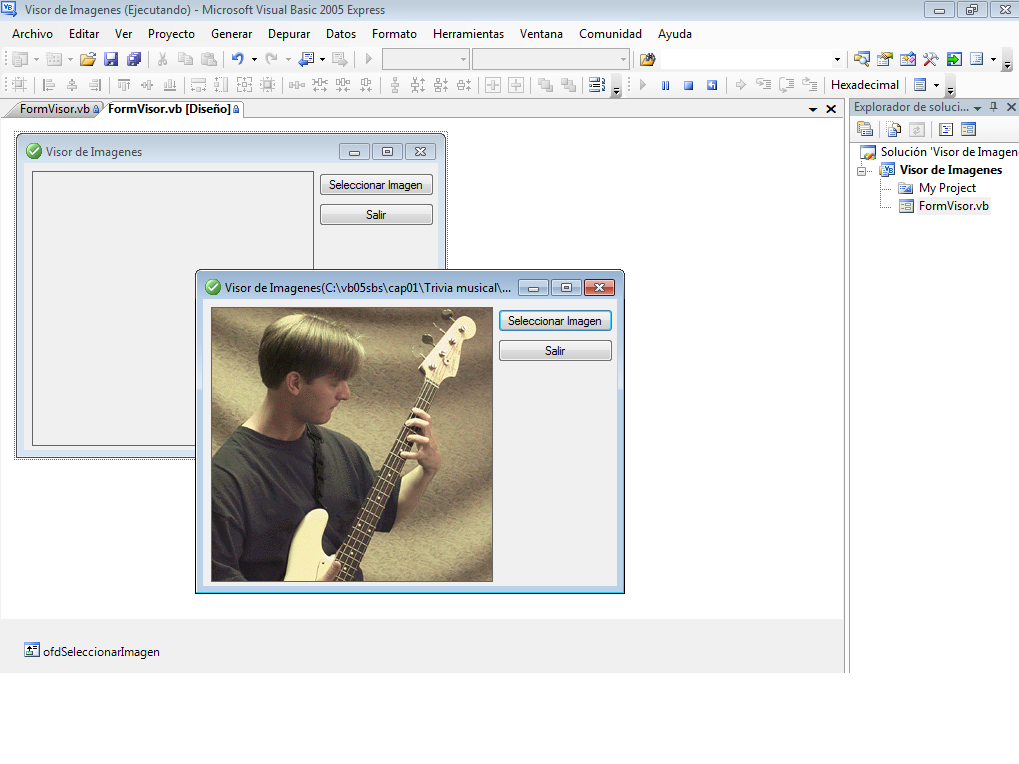 Visor de Imagenes (Ejecutando) - Microsoft Visual Basic 2005 Express
Archivo Editar Ver Proyecto Generar Depurar Datos Formato Herramientas Ventana Comunidad Ayuda
Hexadecimal
FormVisor.vb FormVisor.vb [Diseño]
Explorador de soluci...
Solución 'Visor de Imagen
Visor de Imagenes
My Project
FormVisor.vb
Visor de Imagenes
Seleccionar Imagen
Salir
Visor de Imagenes(C:\vb05sbs\cap01\Trivia musical\...
Seleccionar Imagen
Salir
ofdSeleccionarImagen